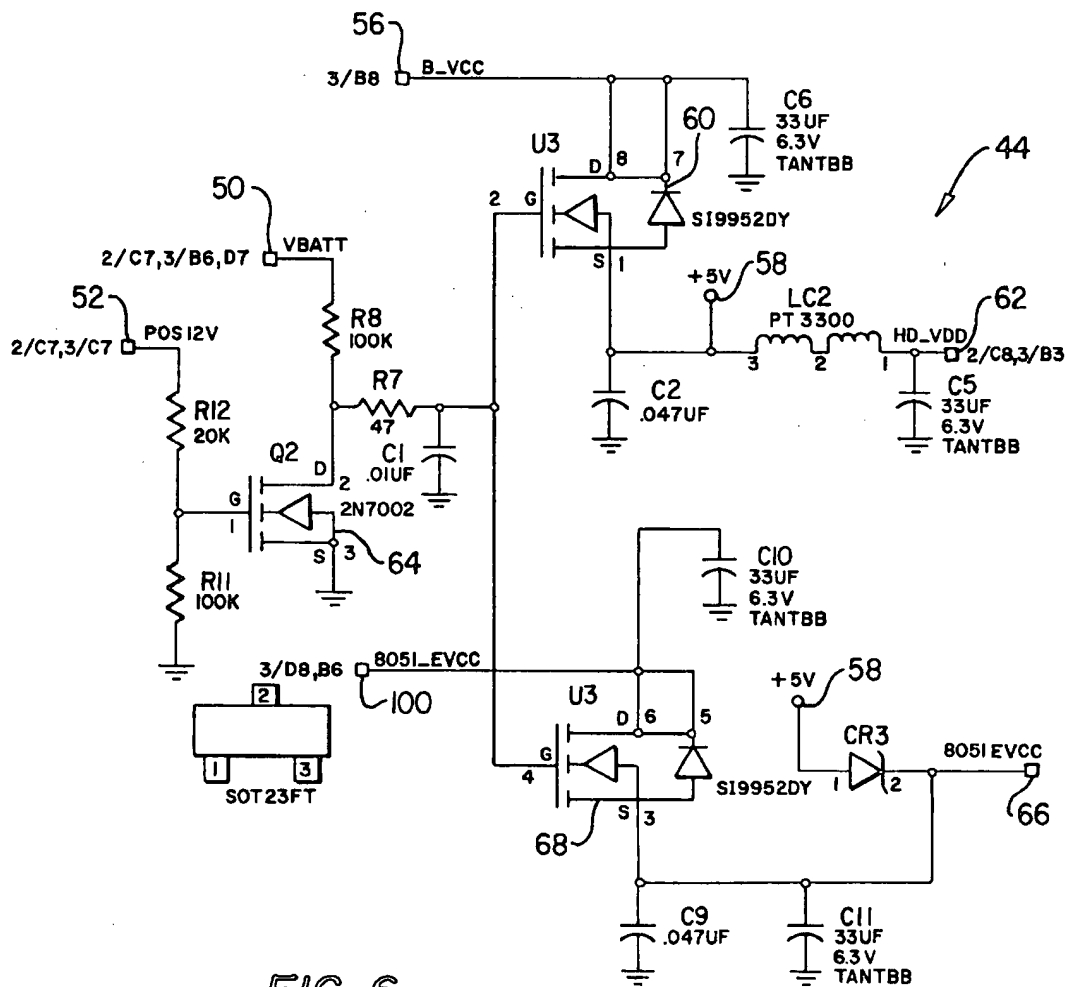 56
3/B8
B_VCC
C6
33UF
6.3V
TANTBB
60
44
U3
D
8
7
2
G
SI9952DY
S
1
50
VBATT
2/C7,3/B6,D7
52
POS12V
2/C7,3/C7
+5V
58
LC2
PT3300
HD_VDD
62
2/C8,3/B3
3
2
1
R8
100K
R7
47
C2
.047UF
C5
33UF
6.3V
TANTBB
R12
20K
C1
.01UF
Q2
D
2
G
1
2N7002
S
3
64
R11
100K
C10
33UF
6.3V
TANTBB
3/D8,B6
8051_EVCC
100
2
1
3
SOT23FT
U3
D
6
5
G
4
SI9952DY
S
3
68
+5V
58
CR3
1
2
8051EVCC
66
C9
.047UF
C11
33UF
6.3V
TANTBB
FIG. 6